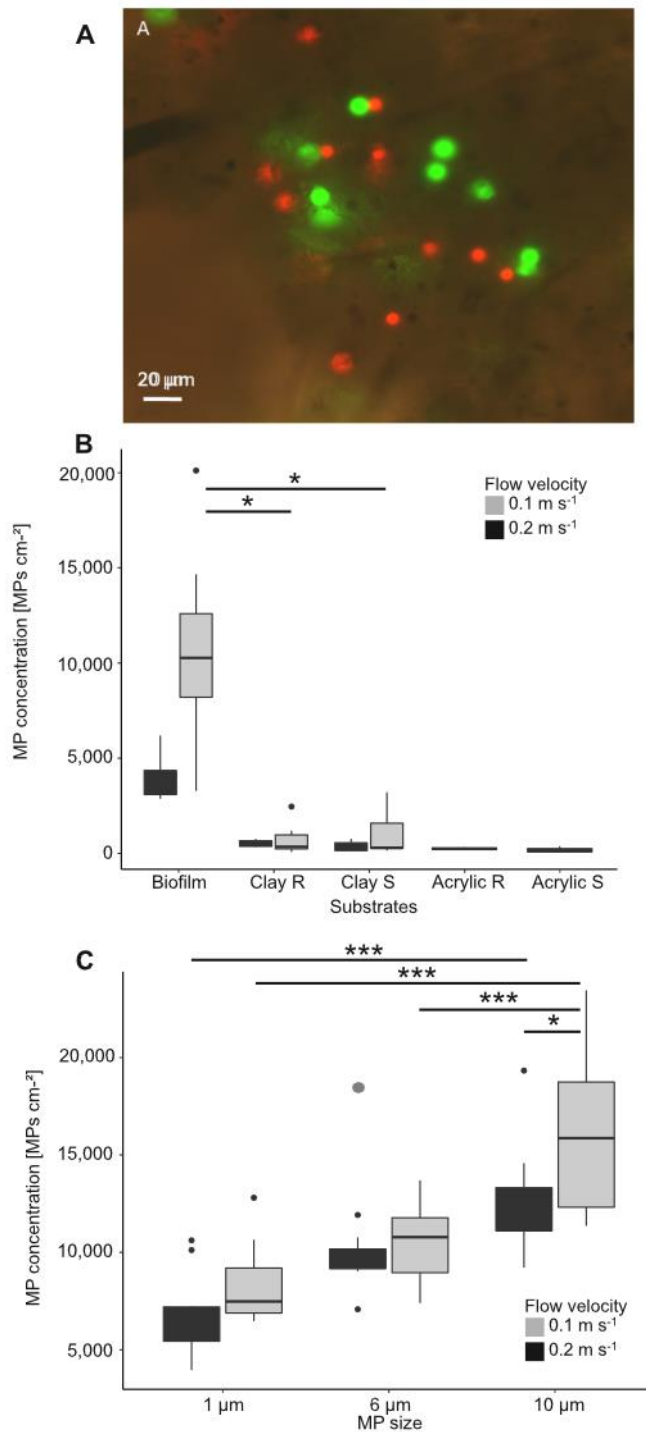 A
A
20 µm
B
20,000
15,000
10,000
5,000
0
MP concentration [MPs cm-²]
* *
Flow velocity
0.1 m s-1
0.2 m s-1
Biofilm Clay R Clay S Acrylic R Acrylic S
Substrates
C
***
***
***
*
20,000
15,000
10,000
5,000
MP concentration [MPs cm-²]
Flow velocity
0.1 m s-1
0.2 m s-1
1 µm 6 µm 10 µm
MP size